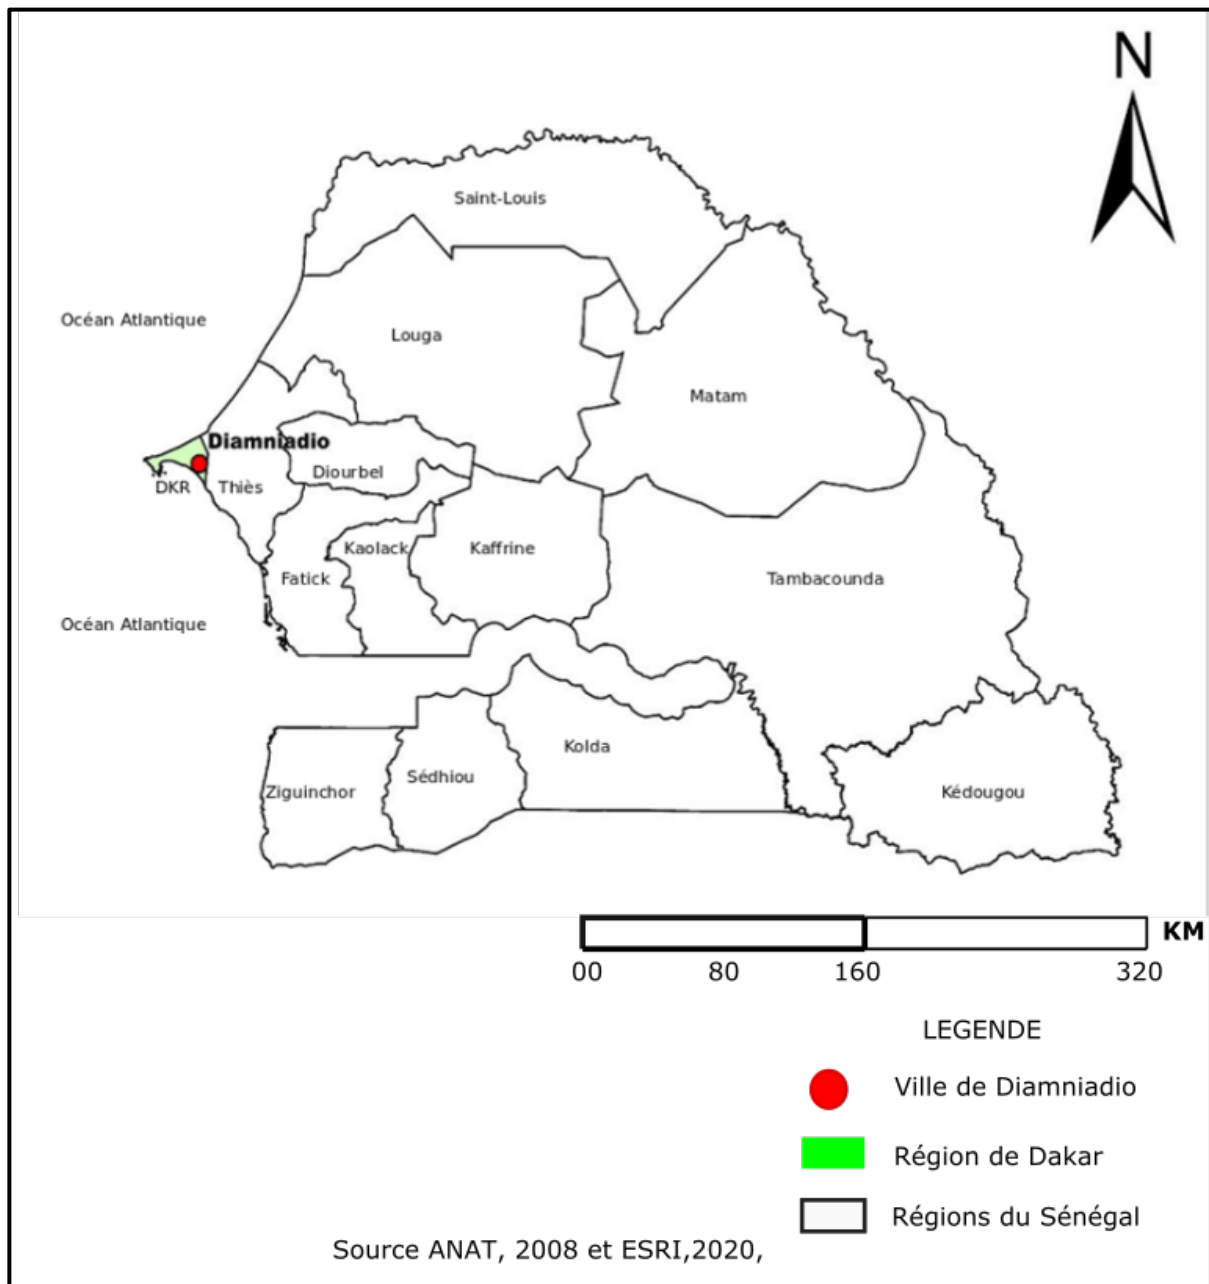 N
Saint-Louis
Océan Atlantique
Louga
Matam
Diamniadio
Diourbel
DKR
Thiès
Kaolack
Kaffrine
Fatick
Tambacounda
Océan Atlantique
Kolda
Sédhiou
Ziguinchor
Kédougou
KM
00 80 160 320
LEGENDE
Ville de Diamniadio
Région de Dakar
Régions du Sénégal
Source ANAT, 2008 et ESRI,2020,